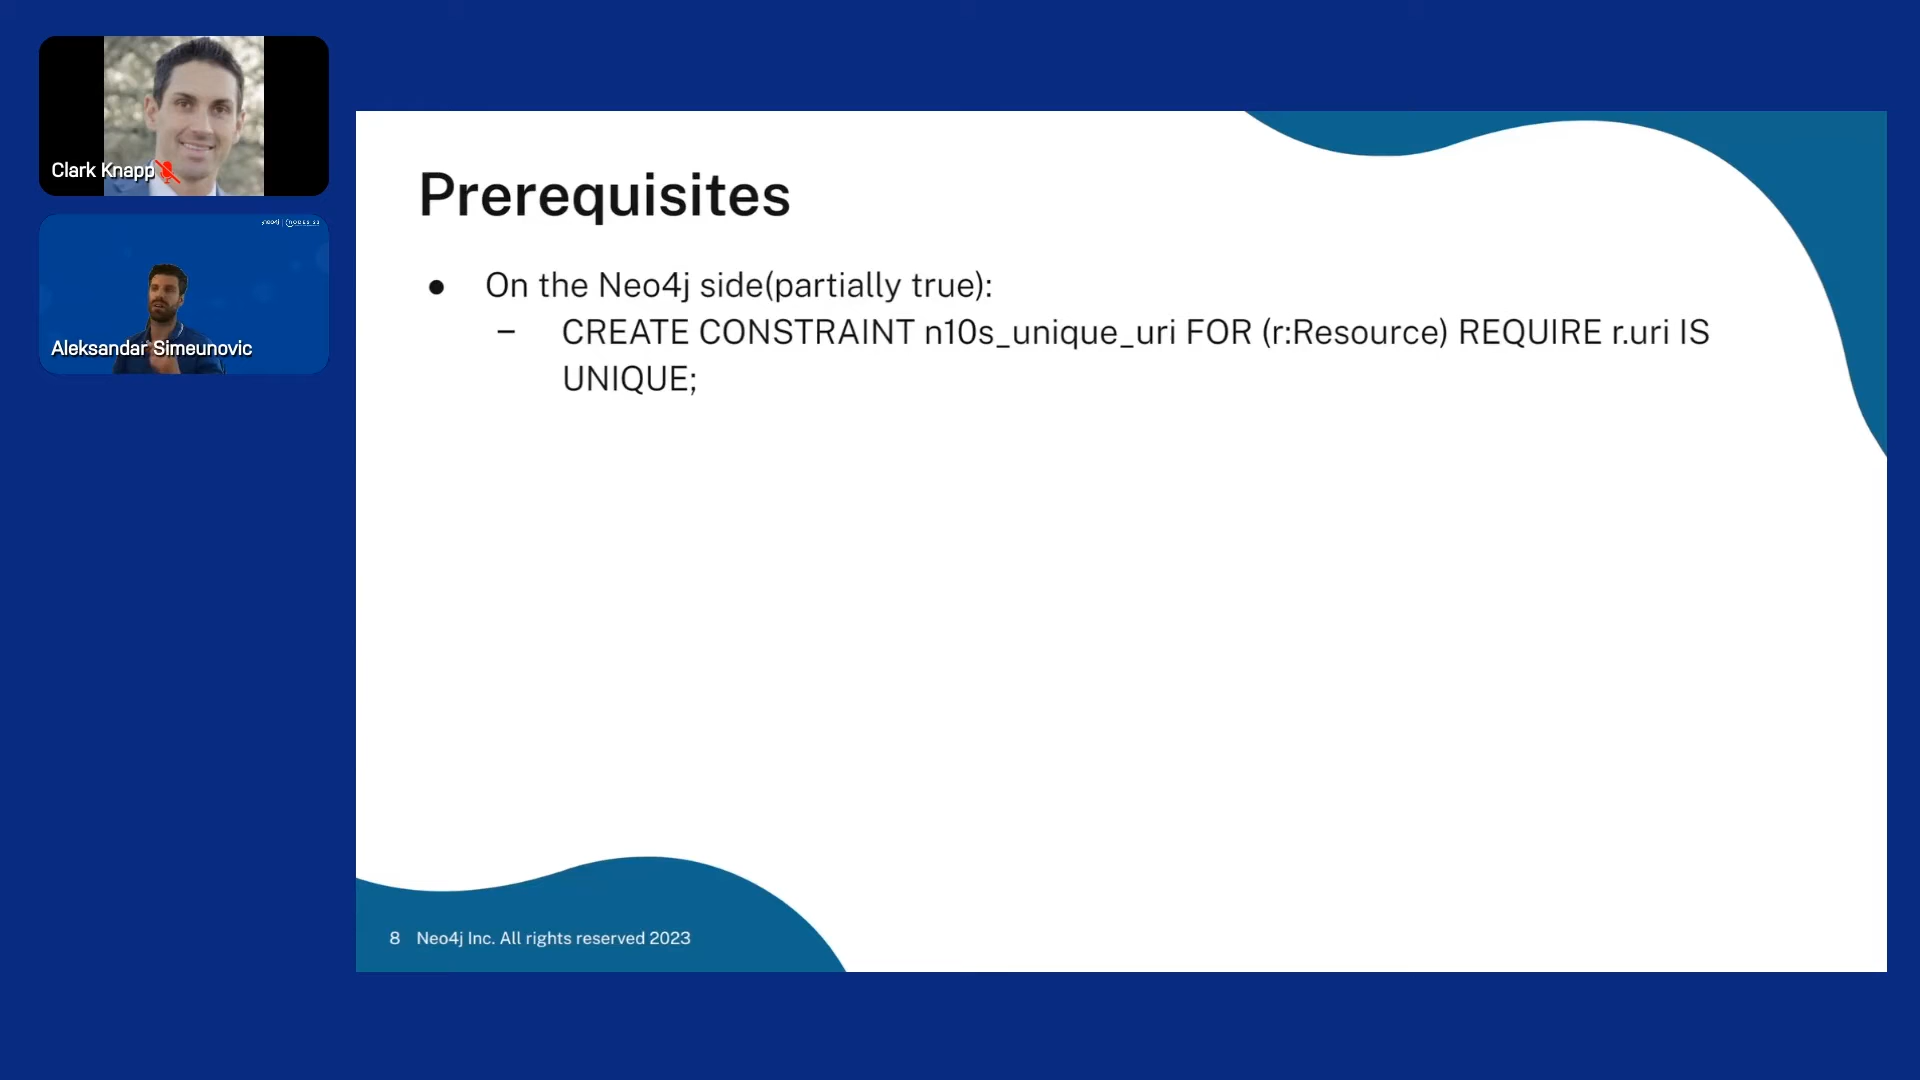 Clark Knapp
neo4j
Aleksandar Simeunovic
Prerequisites
● On the Neo4j side(partially true):
– CREATE CONSTRAINT n10s_unique_uri FOR (r:Resource) REQUIRE r.uri IS
UNIQUE;
8 Neo4j Inc. All rights reserved 2023